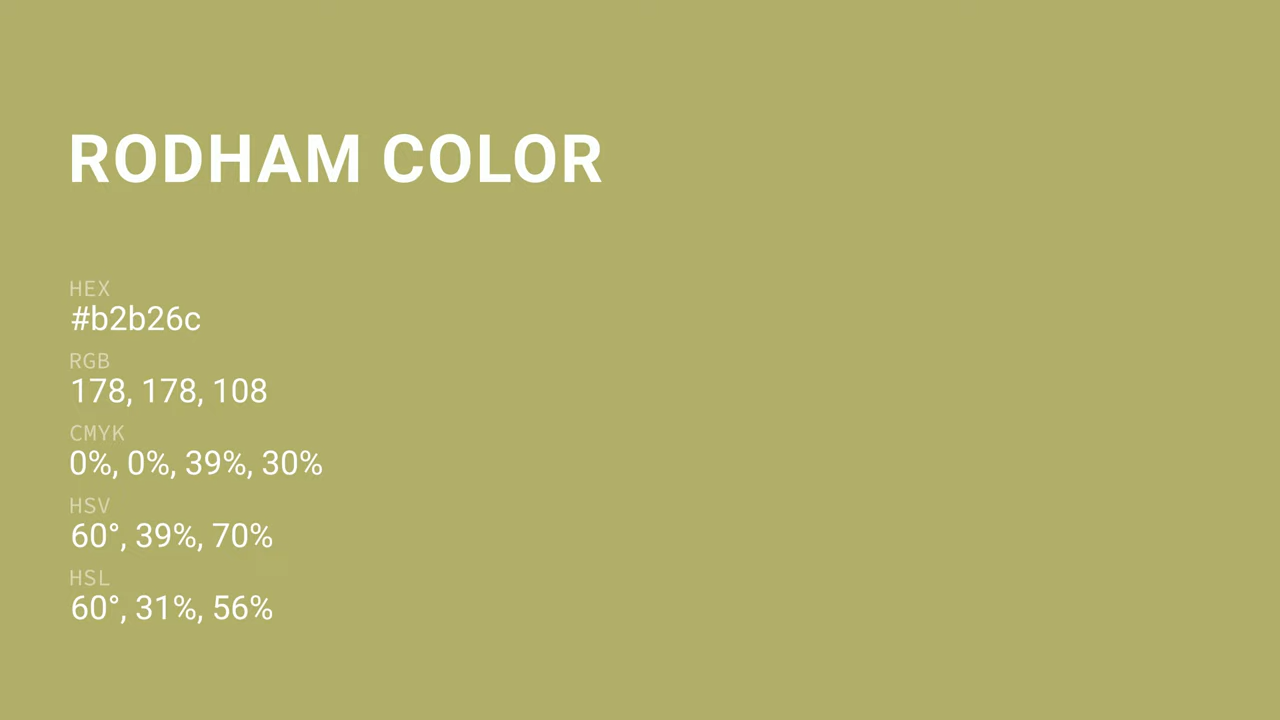 RODHAM COLOR
HEX
#b2b26c
RGB
178, 178, 108
CMYK
0%, 0%, 39%, 30%
HSV
60°, 39%, 70%
HSL
60°, 31%, 56%